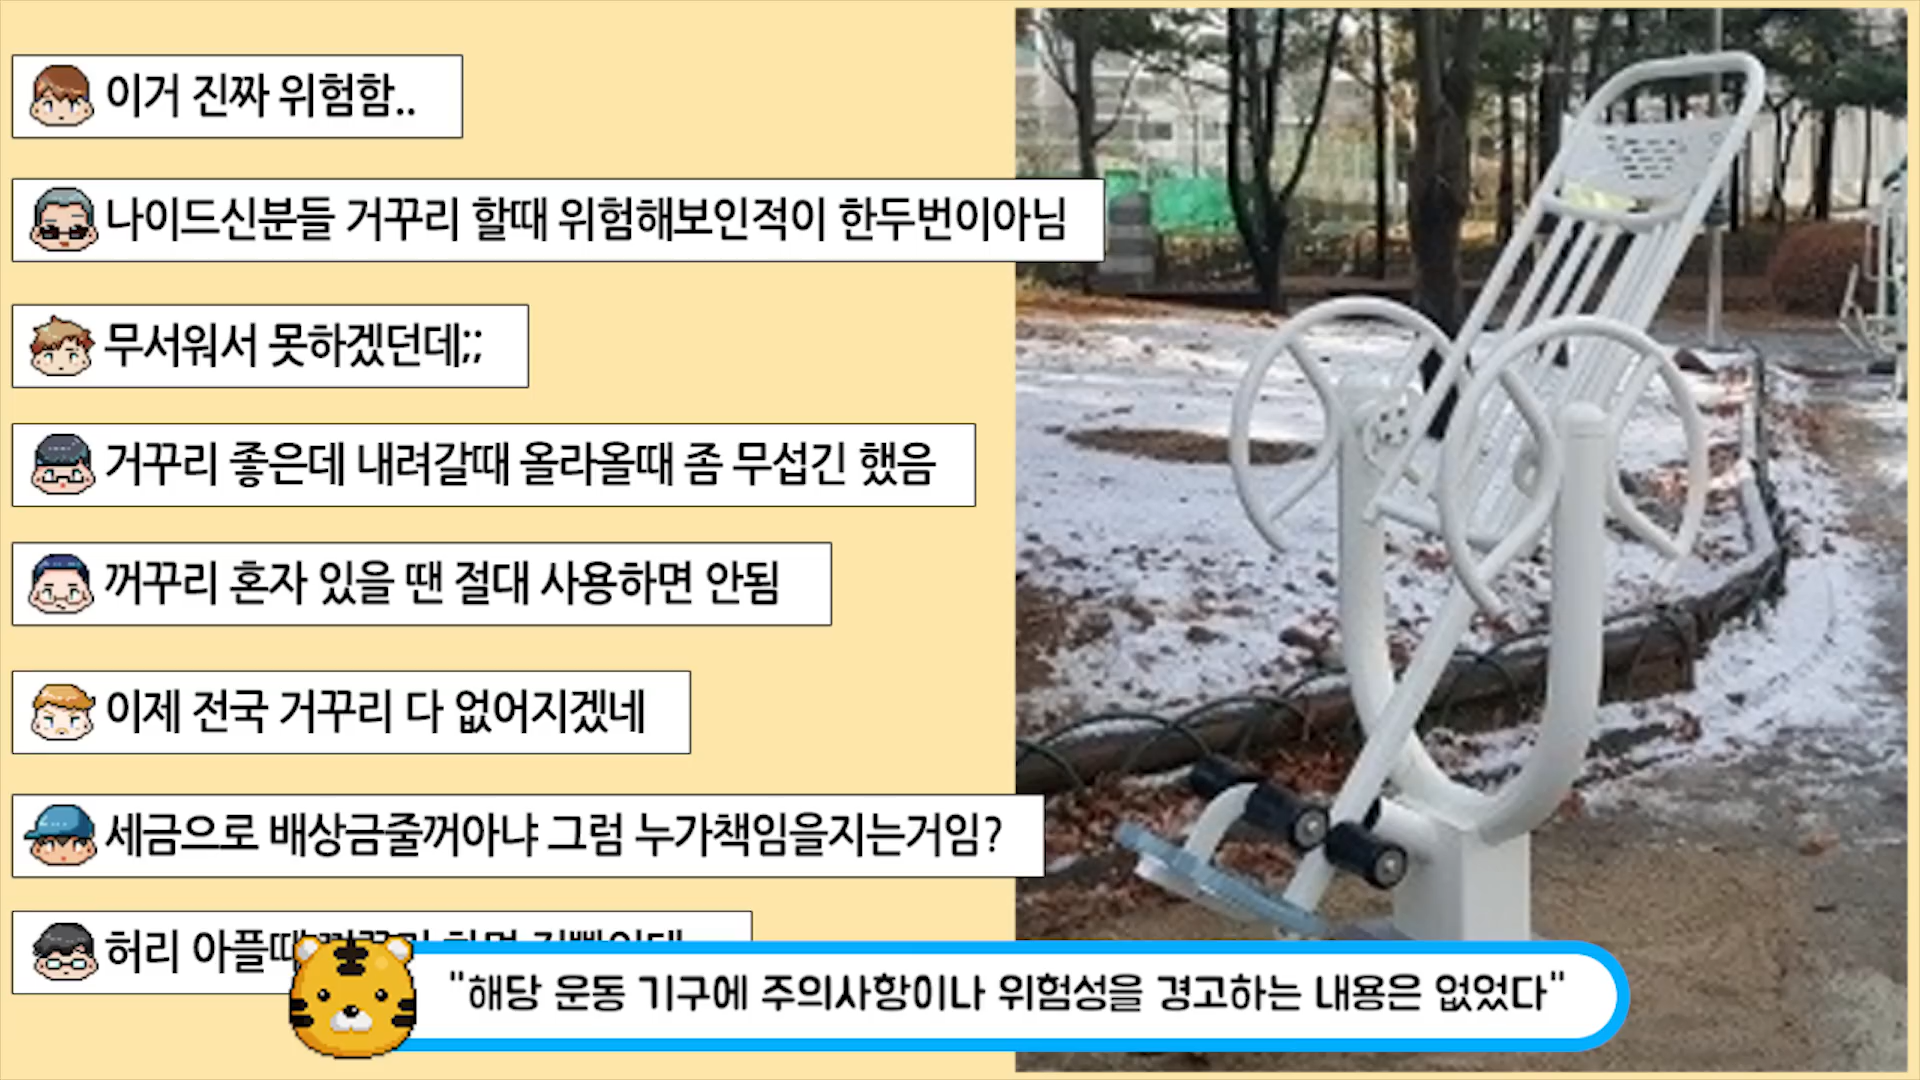 이거 진짜 위험함..
나이드신분들 거꾸리 할때 위험해보인적이 한두번이아님
무서워서 못하겠던데;;
거꾸리 좋은데 내려갈때 올라올때 좀 무섭긴 했음
꺼꾸리 혼자 있을 땐 절대 사용하면 안됨
이제 전국 거꾸리 다 없어지겠네
세금으로 배상금줄꺼아냐 그럼 누가책임을지는거임?
허리 아플때
"해당 운동 기구에 주의사항이나 위험성을 경고하는 내용은 없었다"